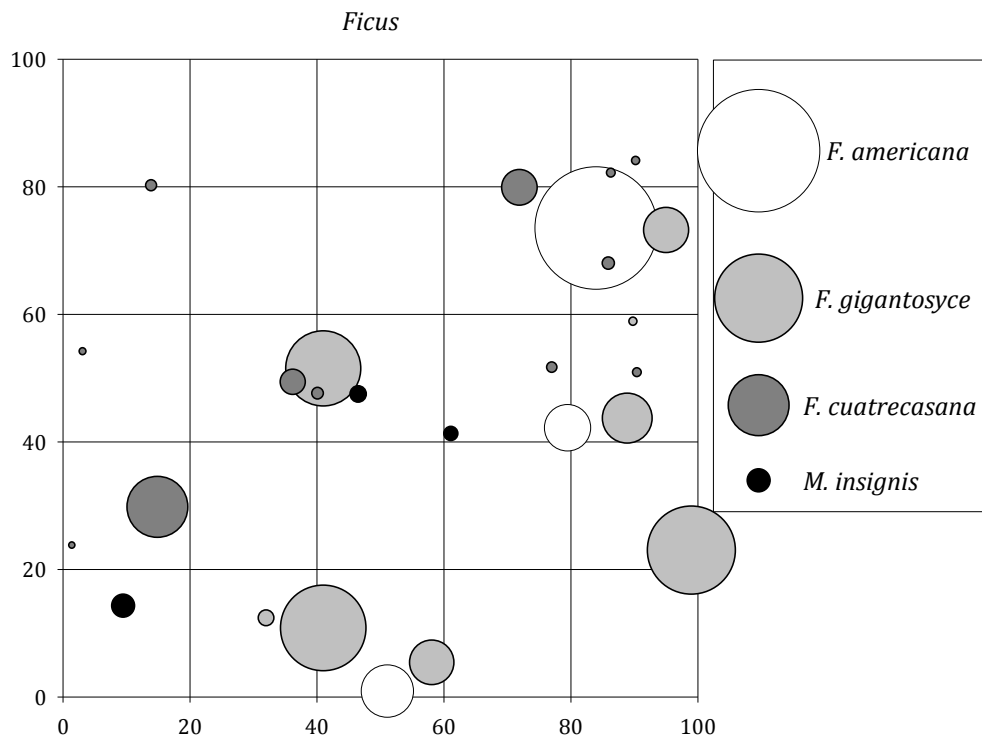 Ficus
100
80
60
40
20
0
0 20 40 60 80 100
F. americana
F. gigantosyce
F. cuatrecasana
M. insignis